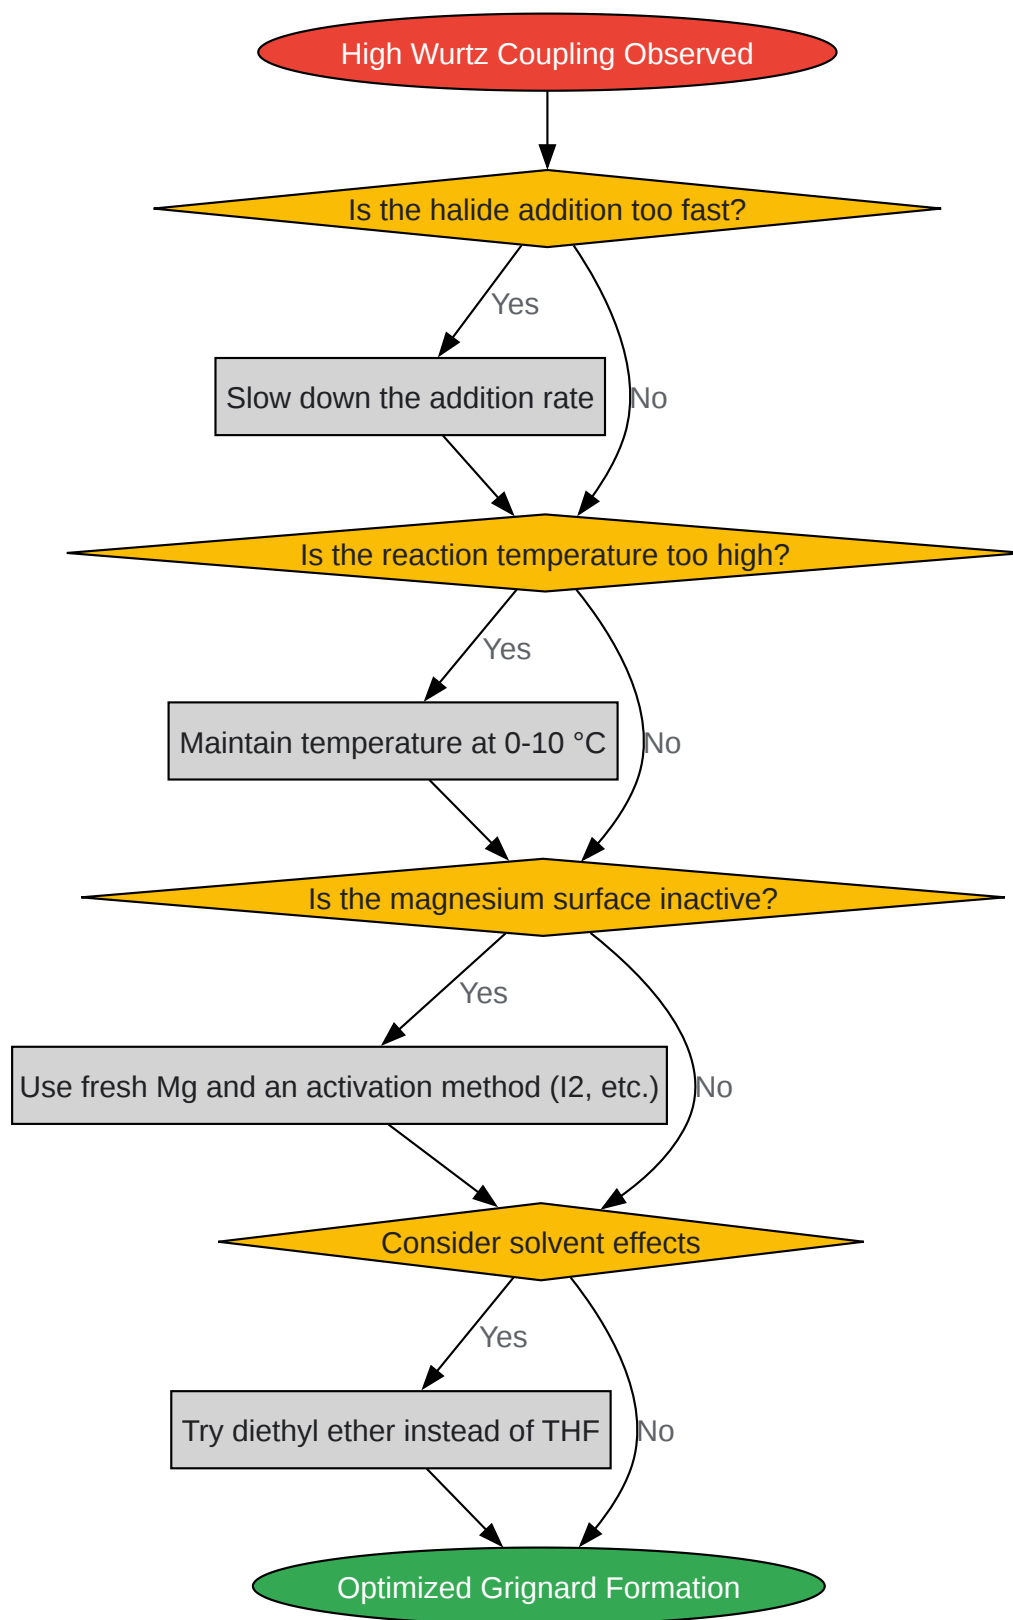 High Wurtz Coupling Observed
Is the halide addition too fast?
Yes
Slow down the addition rate
No
Is the reaction temperature too high?
Yes
Maintain temperature at 0-10 °C
No
Is the magnesium surface inactive?
Yes
Use fresh Mg and an activation method (I2, etc.)
No
Consider solvent effects
Yes
Try diethyl ether instead of THF
No
Optimized Grignard Formation